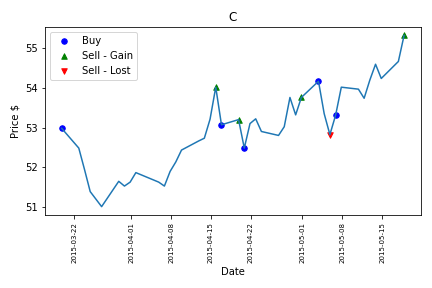 C
Buy
Sell - Gain
Sell - Lost
Price $
55
54
53
52
51
2015-03-22
2015-04-01
2015-04-08
2015-04-15
2015-04-22
2015-05-01
2015-05-08
2015-05-15
Date